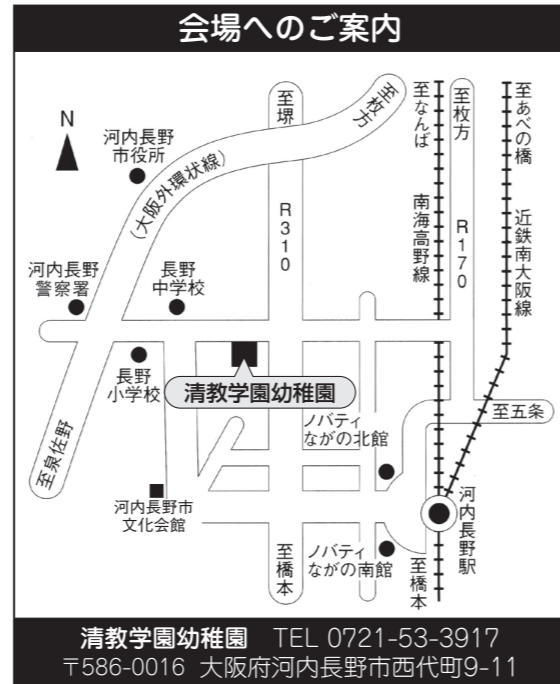 会場へのご案内
N
河内長野
市役所
至枚方
(大阪外環状線)
至堺
R310
至なんば
南海高野線
至枚方
R170
至あべの橋
近鉄南大阪線
河内長野
警察署
長野
中学校
長野
小学校
清教学園幼稚園
至泉佐野
河内長野市
文化会館
ノバティ
ながの北館
至五条
河内長野駅
ノバティ
ながの南館
至橋本
至橋本
清教学園幼稚園 TEL 0721-53-3917
〒586-0016 大阪府河内長野市西代町9-11